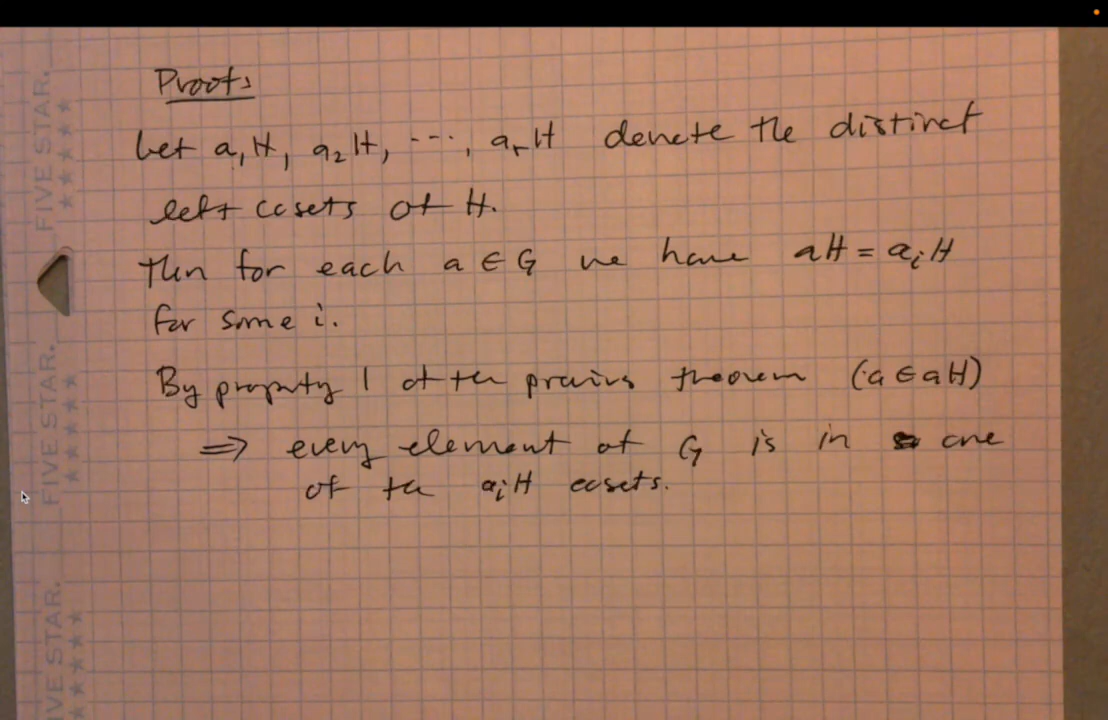 Proof:
Let a₁H, a₂H, ..., aᵣH denote the distinct
left cosets of H.
Then for each a ∈ G we have aH = aᵢH
for some i.
By property 1 of the previous theorem (a ∈ aH)
⇒ every element of G is in one
of the aᵢH cosets.
FIVE STAR.
FIVE STAR.
FIVE STAR.